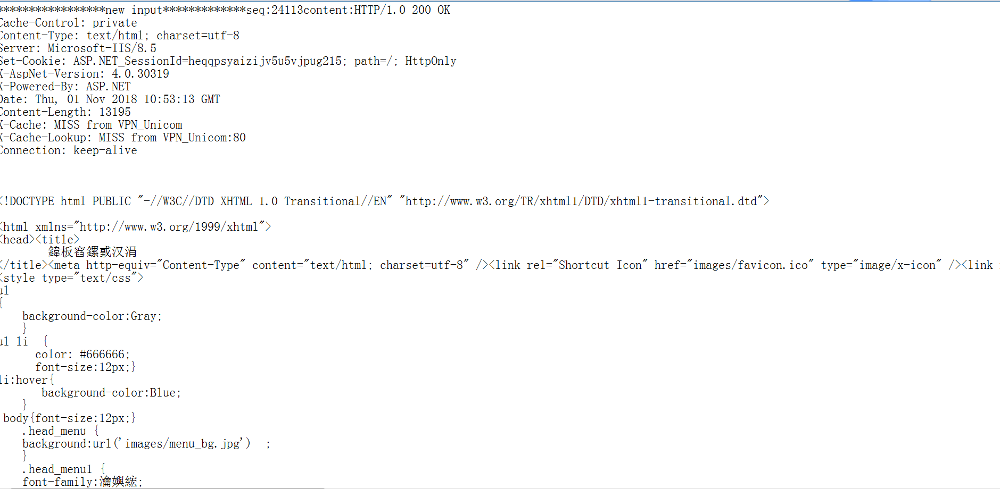 *****************new input*************seq:24113content:HTTP/1.0 200 OK
Cache-Control: private
Content-Type: text/html; charset=utf-8
Server: Microsoft-IIS/8.5
Set-Cookie: ASP.NET_SessionId=heqqpsyaizijv5u5vjpug215; path=/; HttpOnly
X-AspNet-Version: 4.0.30319
X-Powered-By: ASP.NET
Date: Thu, 01 Nov 2018 10:53:13 GMT
Content-Length: 13195
X-Cache: MISS from VPN_Unicom
X-Cache-Lookup: MISS from VPN_Unicom:80
Connection: keep-alive
<!DOCTYPE html PUBLIC "-//W3C//DTD XHTML 1.0 Transitional//EN" "http://www.w3.org/TR/xhtml1/DTD/xhtml1-transitional.dtd">
<html xmlns="http://www.w3.org/1999/xhtml">
<head><title>
鍏板窞鏍戜汉涓
</title><meta http-equiv="Content-Type" content="text/html; charset=utf-8" /><link rel="Shortcut Icon" href="images/favicon.ico" type="image/x-icon" /><link
<style type="text/css">
ul
{
background-color:Gray;
}
ul li {
color: #666666;
font-size:12px;}
li:hover{
background-color:Blue;
}
body{font-size:12px;}
.head_menu {
background:url('images/menu_bg.jpg') ;
}
.head_menu1 {
font-family:瀹嬩綋;